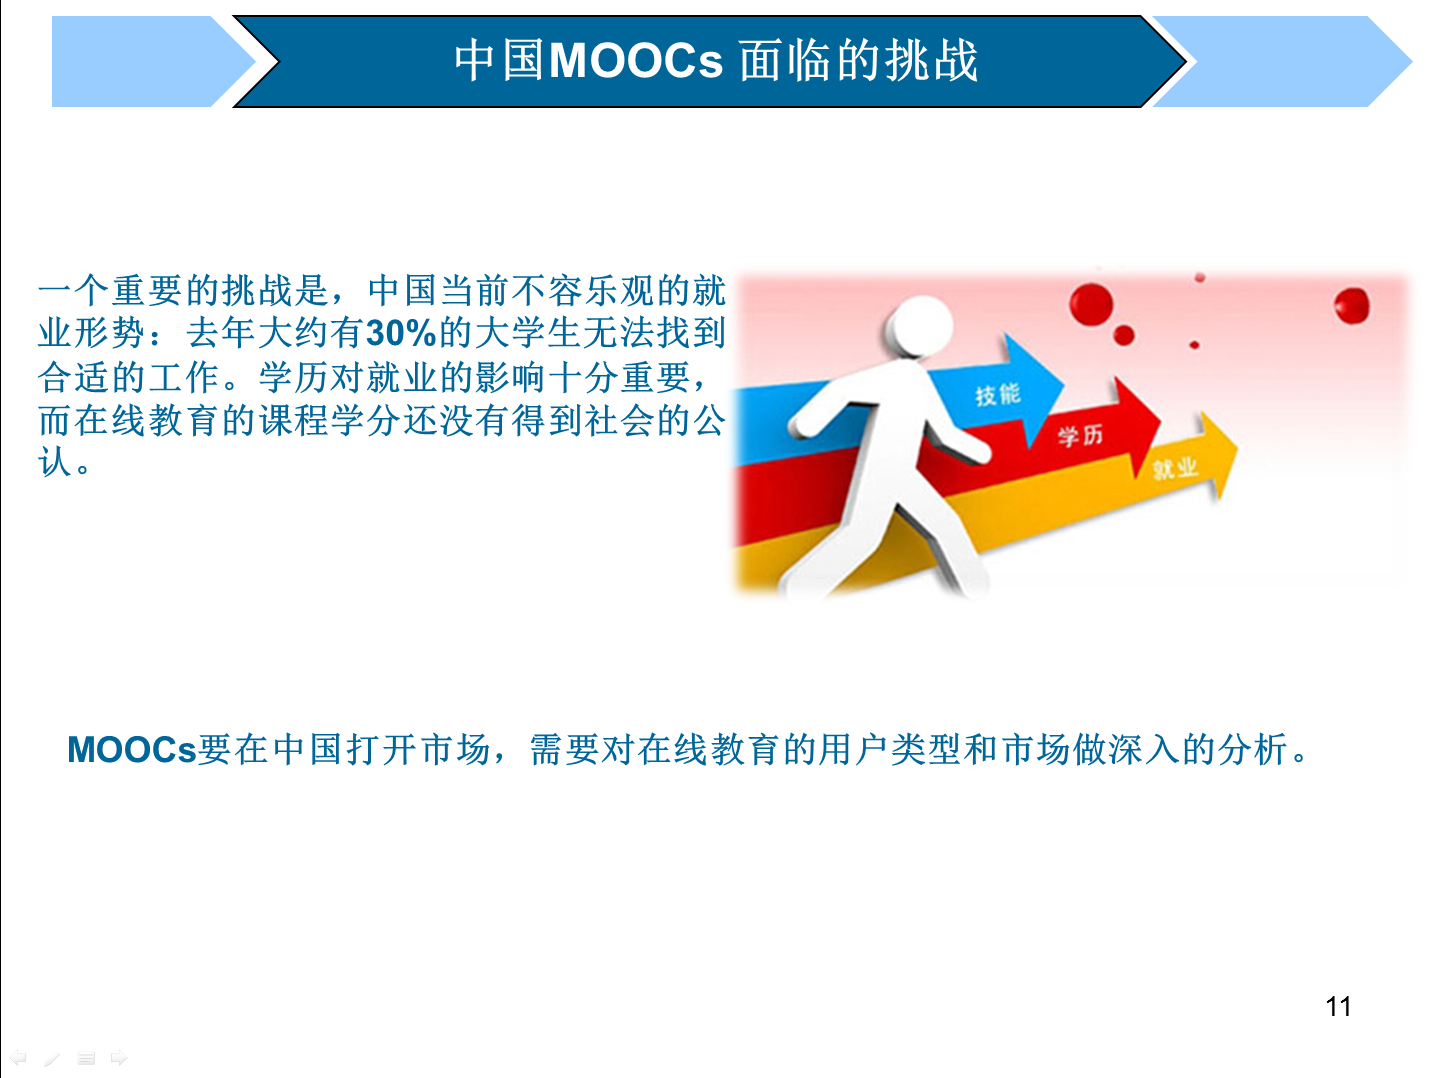 中国MOOCs 面临的挑战
一个重要的挑战是，中国当前不容乐观的就
业形势：去年大约有30%的大学生无法找到
合适的工作。学历对就业的影响十分重要，
而在线教育的课程学分还没有得到社会的公
认。
技能
学历
就业
MOOCs要在中国打开市场，需要对在线教育的用户类型和市场做深入的分析。
11